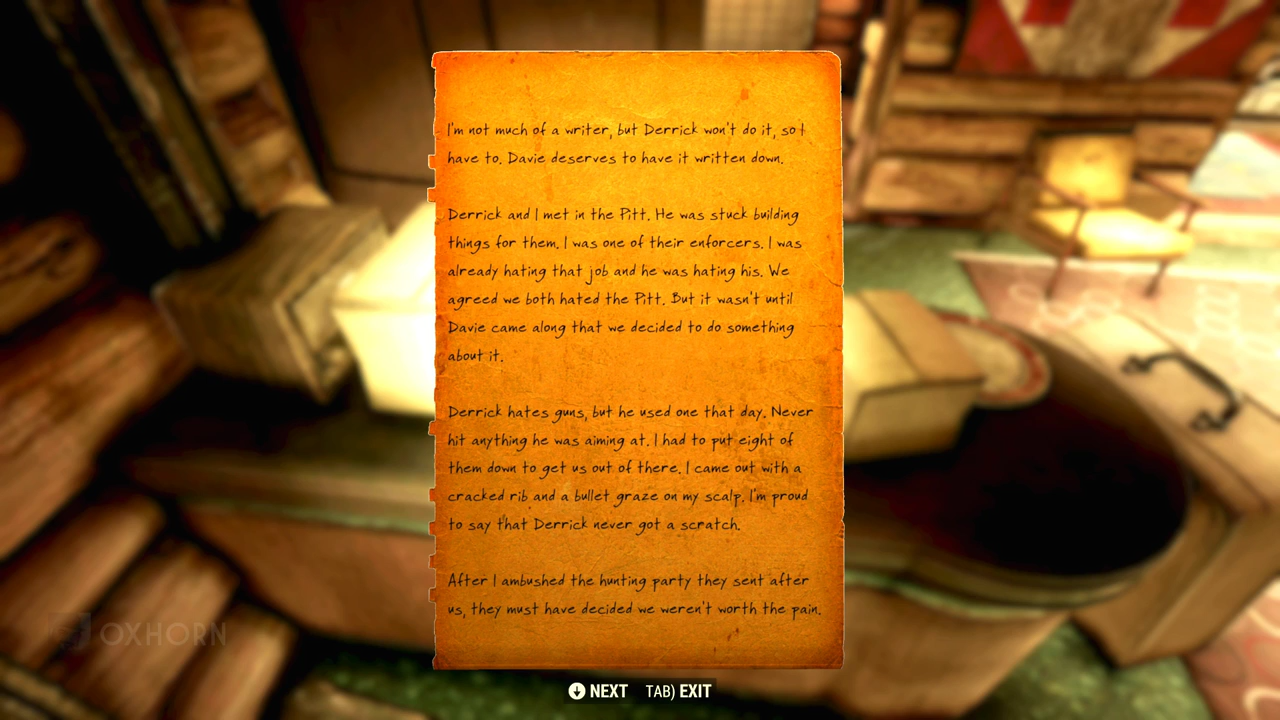 I'm not much of a writer, but Derrick won't do it, so I
have to. Davie deserves to have it written down.
Derrick and I met in the Pitt. He was stuck building
things for them. I was one of their enforcers. I was
already hating that job and he was hating his. We
agreed we both hated the Pitt. But it wasn't until
Davie came along that we decided to do something
about it.
Derrick hates guns, but he used one that day. Never
hit anything he was aiming at. I had to put eight of
them down to get us out of there. I came out with a
cracked rib and a bullet graze on my scalp. I'm proud
to say that Derrick never got a scratch.
After I ambushed the hunting party they sent after
us, they must have decided we weren't worth the pain.
OXHORN
NEXT TAB) EXIT